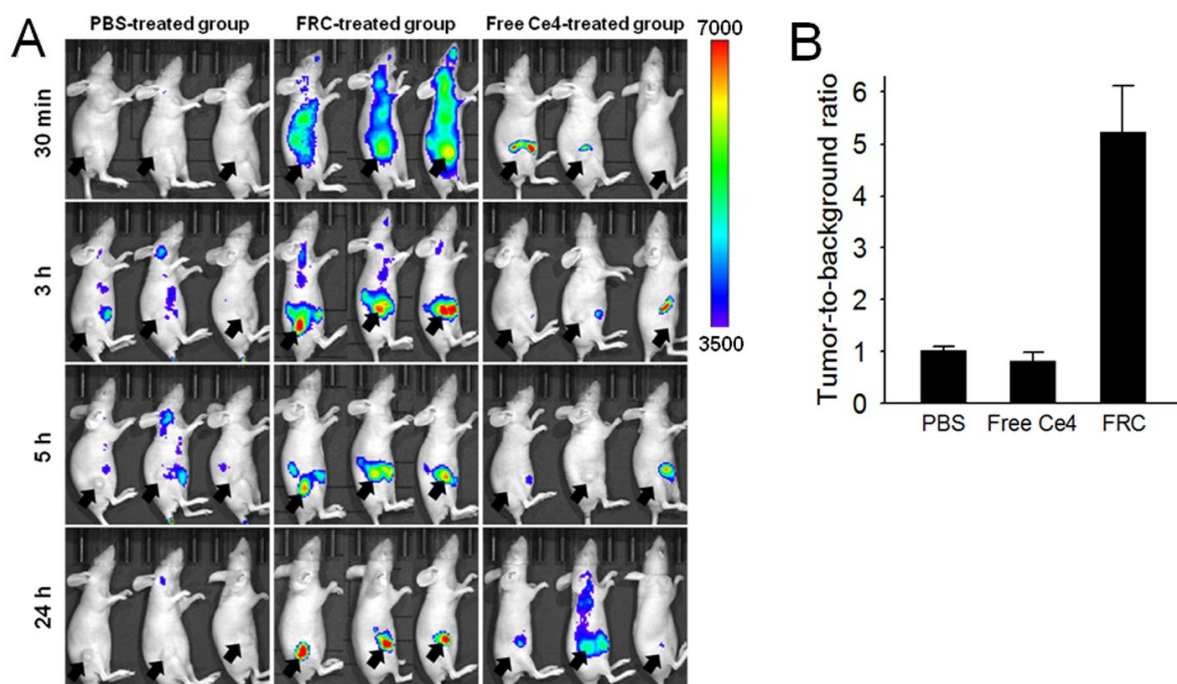 A
PBS-treated group
FRC-treated group
Free Ce4-treated group
7000
3500
30 min
3 h
5 h
24 h
B
Tumor-to-background ratio
6
5
4
3
2
1
0
PBS
Free Ce4
FRC